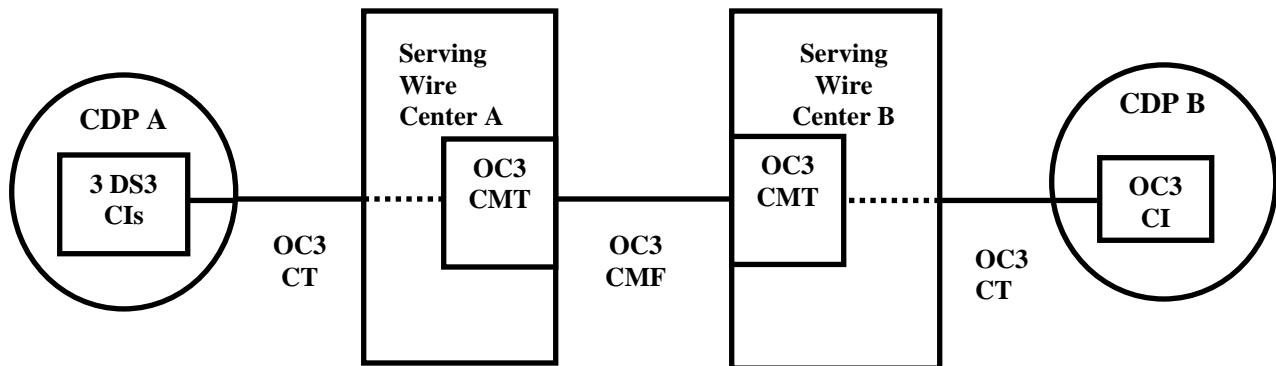 CDP A
3 DS3
CIs
OC3
CT
Serving
Wire
Center A
OC3
CMT
OC3
CMF
Serving
Wire
Center B
OC3
CMT
OC3
CT
CDP B
OC3
CI